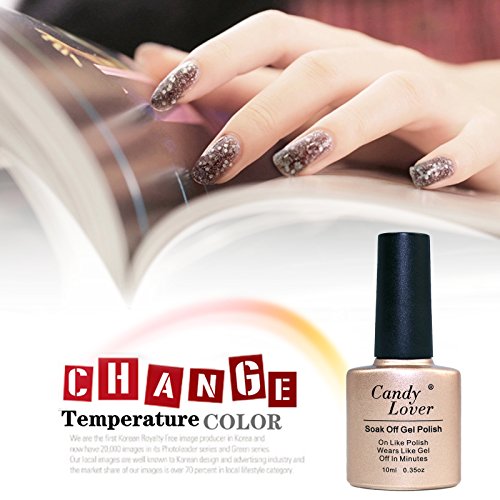 CHANGE
Temperature COLOR
We are the first Korean Royalty Free image producer in Korea and
now have 20,000 images in its Photoleader series and Green series.
Our local images are well known to Korean design and advertising industry and
the market share of our images is over 70 percent in local lifestyle category
Candy ®
Lover
Soak Off Gel Polish
On Like Polish
Wears Like Gel
Off In Minutes
10ml 0.35oz